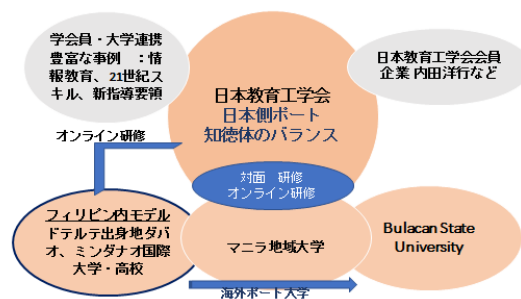 学会員・大学連携
豊富な事例　：情
報教育、21世紀ス
キル、新指導要領
日本教育工学会会員
企業 内田洋行など
日本教育工学会
日本側ポート
知徳体のバランス
オンライン研修
対面　研修
オンライン研修
フィリピン内モデル
ドテルテ出身地ダバ
オ、ミンダナオ国際
大学・高校
マニラ地域大学
Bulacan State
University
海外ポート大学